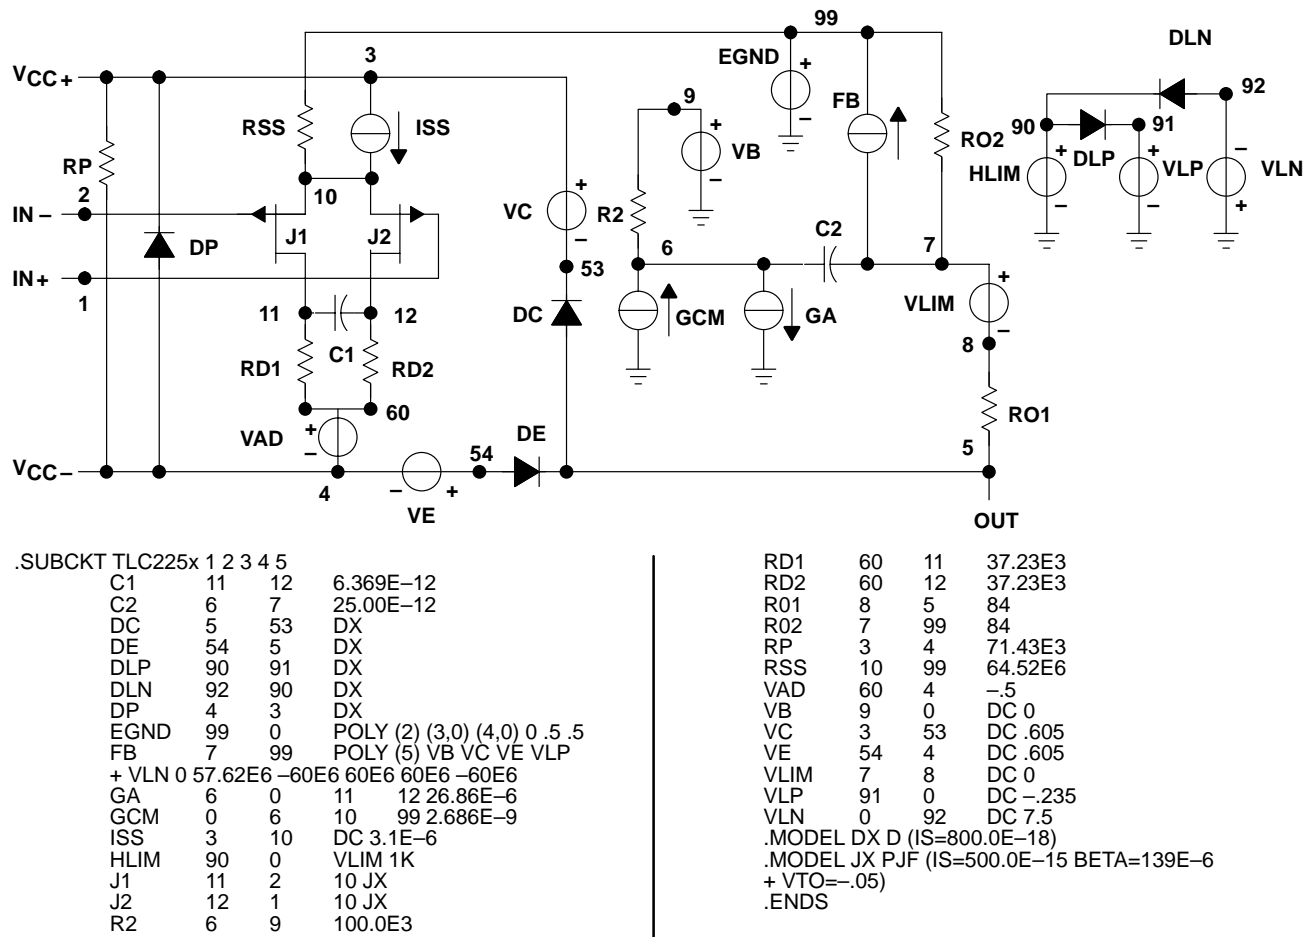 99
3
DLN
VCC+
EGND
+
9
FB
92
RSS
ISS
+
–
90
91
–
RP
VB
RO2
DLP
+
+
–
2
10
HLIM
VLP
VLN
IN –
+
VC
R2
–
–
+
J1
J2
C2
DP
–
6
7
IN+
53
+
1
VLIM
11
12
DC
GCM
GA
–
C1
8
RD1
RD2
60
RO1
VAD
+
DE
–
54
5
VCC–
4
–
+
VE
OUT
.SUBCKT TLC225x 1 2 3 4 5
C1 11 12 6.369E–12
C2 6 7 25.00E–12
DC 5 53 DX
DE 54 5 DX
DLP 90 91 DX
DLN 92 90 DX
DP 4 3 DX
EGND 99 0 POLY (2) (3,0) (4,0) 0 .5 .5
FB 7 99 POLY (5) VB VC VE VLP
+ VLN 0 57.62E6 –60E6 60E6 60E6 –60E6
GA 6 0 11 12 26.86E–6
GCM 0 6 10 99 2.686E–9
ISS 3 10 DC 3.1E–6
HLIM 90 0 VLIM 1K
J1 11 2 10 JX
J2 12 1 10 JX
R2 6 9 100.0E3
RD1 60 11 37.23E3
RD2 60 12 37.23E3
R01 8 5 84
R02 7 99 84
RP 3 4 71.43E3
RSS 10 99 64.52E6
VAD 60 4 –.5
VB 9 0 DC 0
VC 3 53 DC .605
VE 54 4 DC .605
VLIM 7 8 DC 0
VLP 91 0 DC –.235
VLN 0 92 DC 7.5
.MODEL DX D (IS=800.0E–18)
.MODEL JX PJF (IS=500.0E–15 BETA=139E–6
+ VTO=–.05)
.ENDS